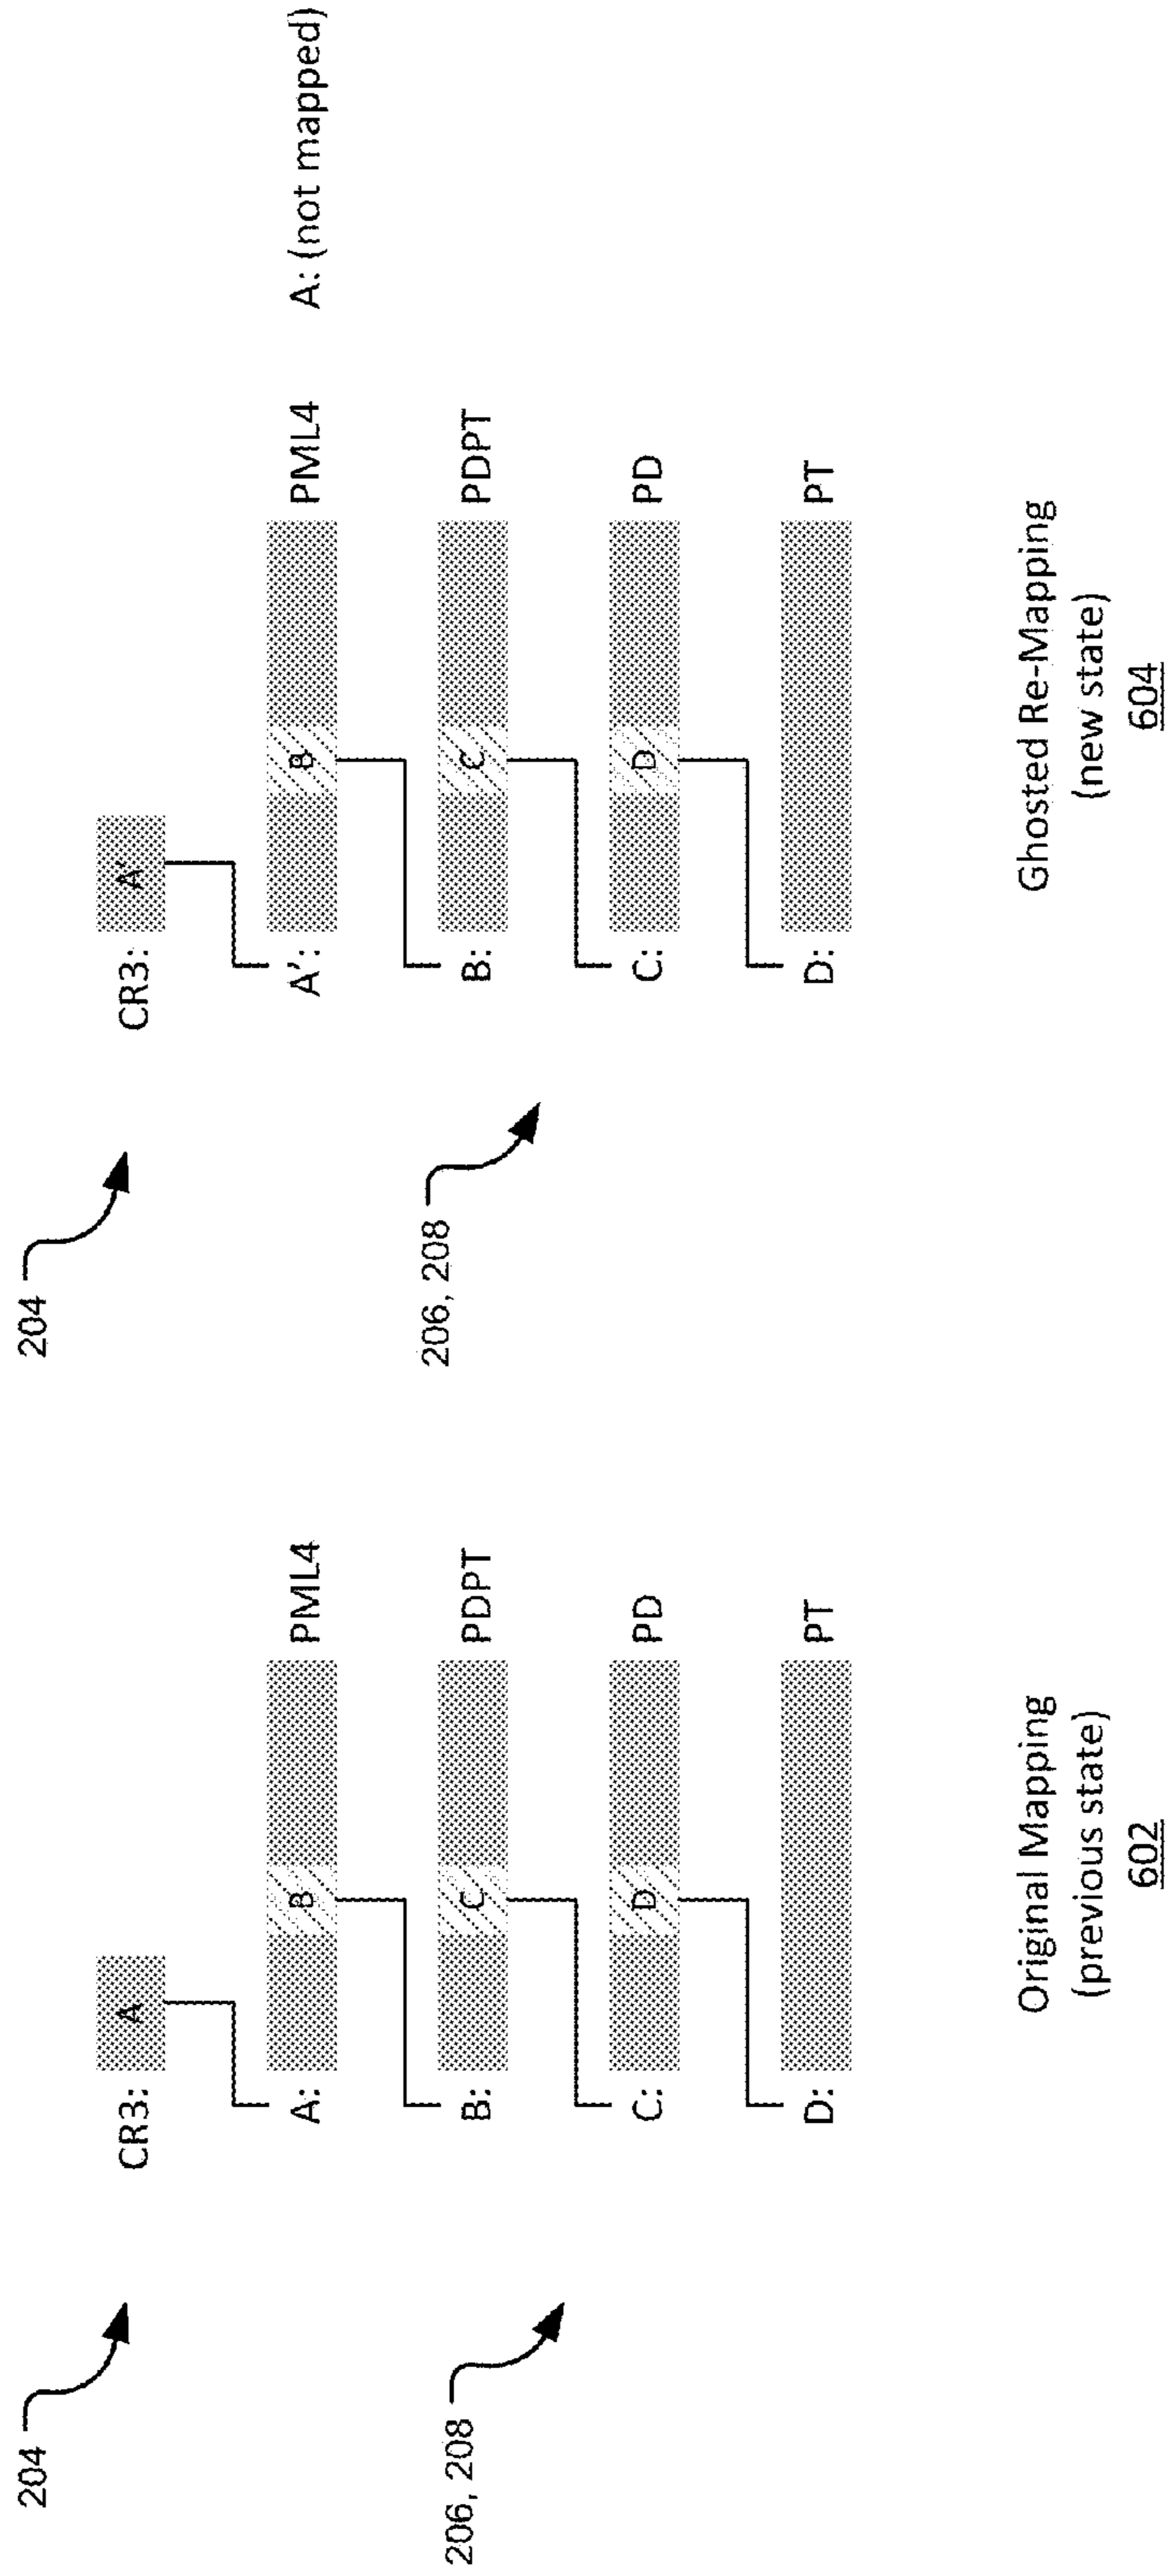 204
CR3: A
A: B PML4
206, 208
B: C PDPT
C: D PD
D: PT
Original Mapping
(previous state)
602
204
CR3: A'
A': B PML4 A: (not mapped)
206, 208
B: C PDPT
C: D PD
D: PT
Ghosted Re-Mapping
(new state)
604